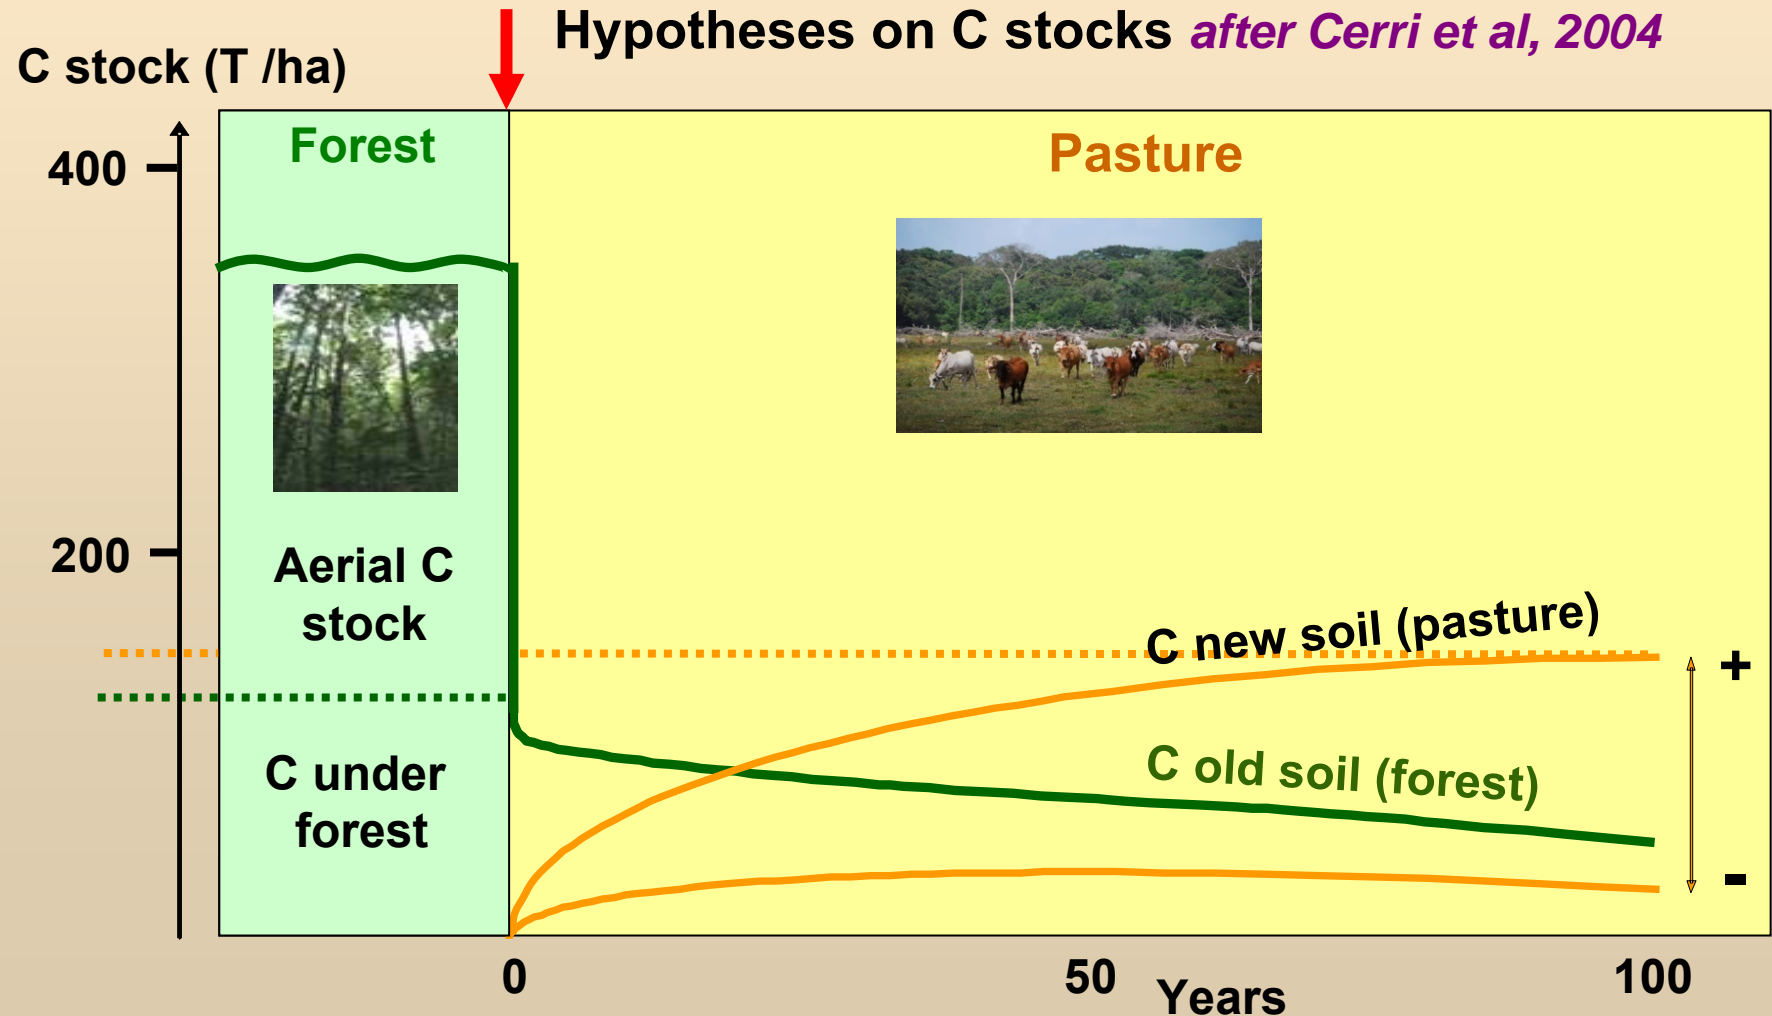 Hypotheses on C stocks after Cerri et al, 2004
C stock (T /ha)
Forest
Pasture
400
200
Aerial C
stock
C new soil (pasture)
+
C under
forest
C old soil (forest)
-
0
50
100
Years